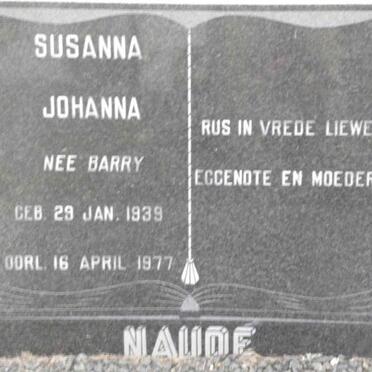 SUSANNA
JOHANNA
NÉE BARRY
GEB. 29 JAN. 1939
OORL. 16 APRIL 1977
RUS IN VREDE LIEWE
EGGENOTE EN MOEDER
NAUDÉ